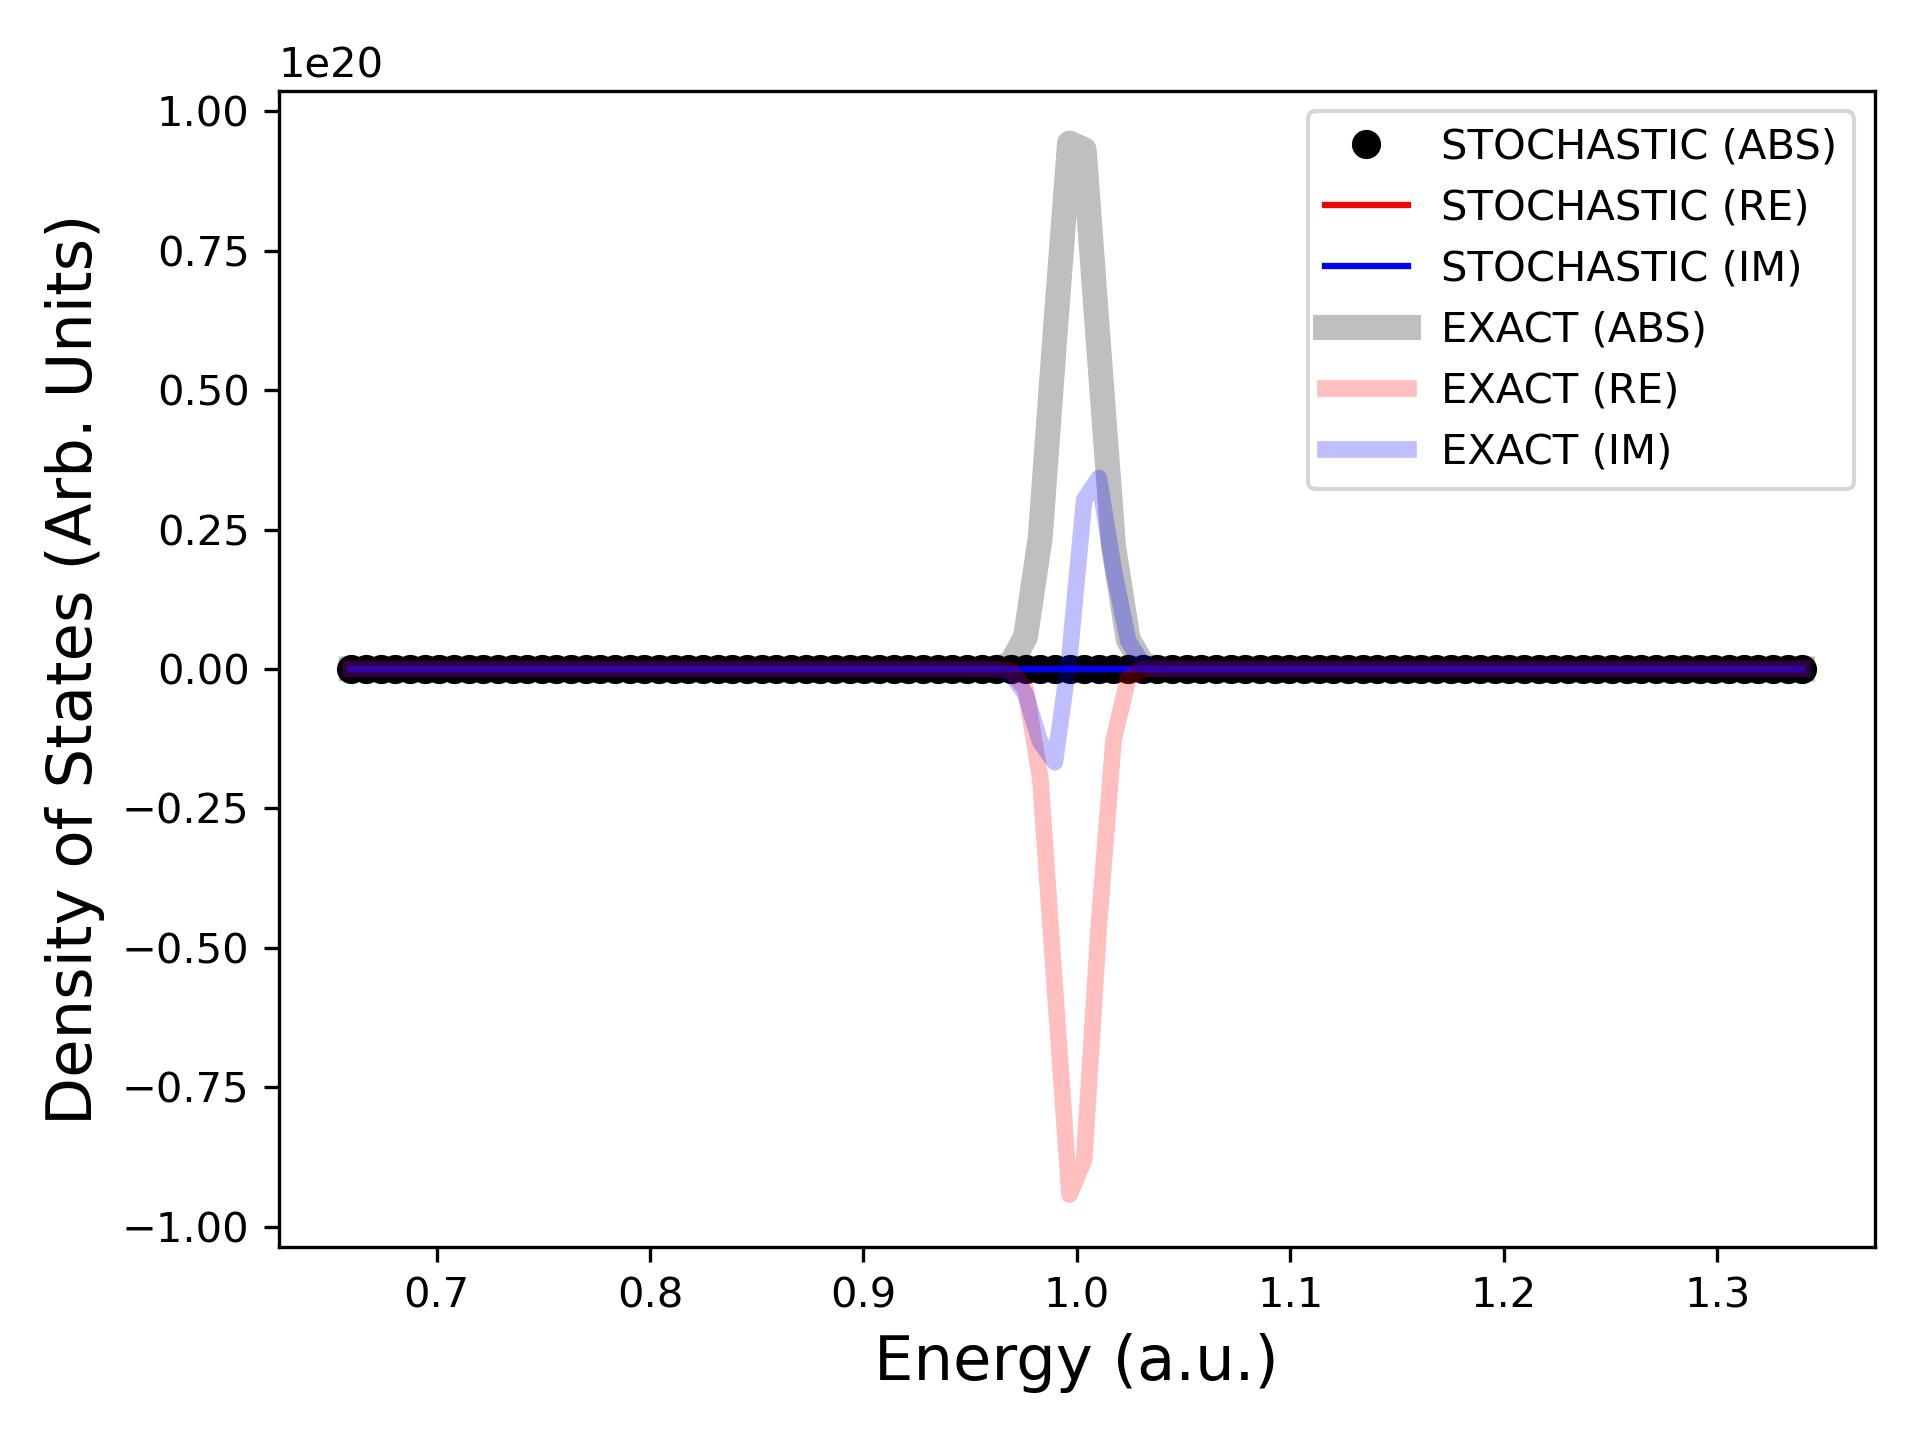 1e20
1.00
0.75
0.50
0.25
0.00
−0.25
−0.50
−0.75
−1.00
Density of States (Arb. Units)
STOCHASTIC (ABS)
STOCHASTIC (RE)
STOCHASTIC (IM)
EXACT (ABS)
EXACT (RE)
EXACT (IM)
0.7 0.8 0.9 1.0 1.1 1.2 1.3
Energy (a.u.)